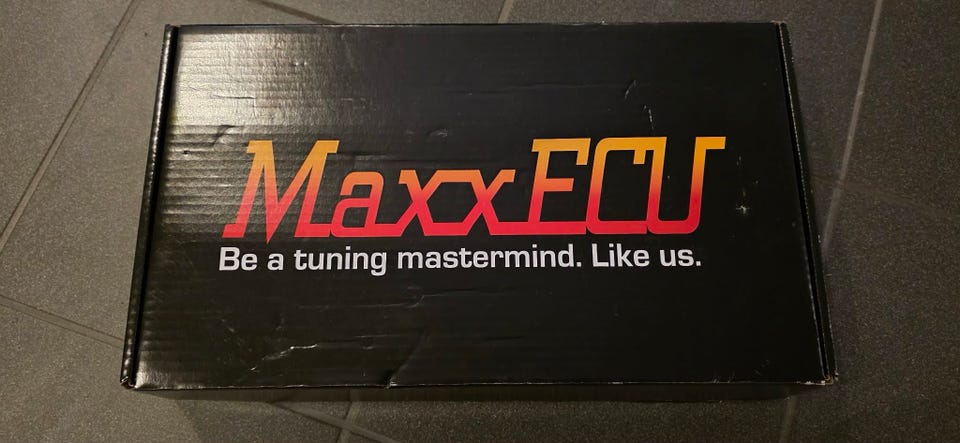 MaxxECU
Be a tuning mastermind. Like us.